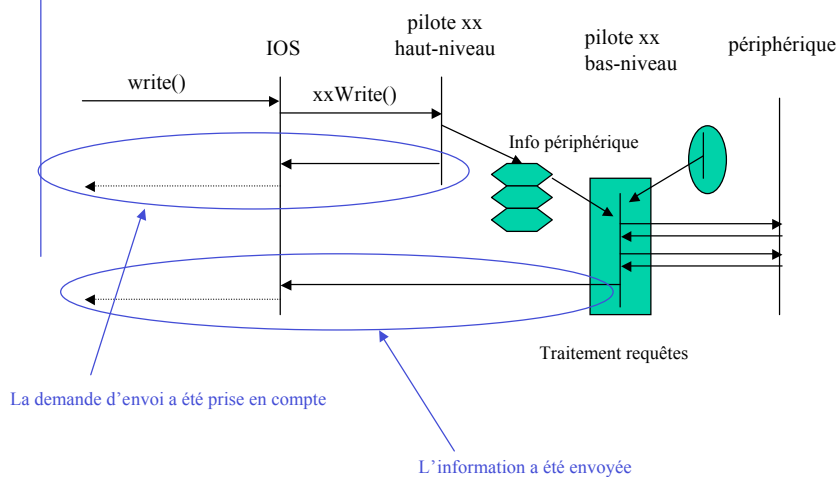 pilote xx
haut-niveau
IOS
pilote xx
bas-niveau
périphérique
write()
xxWrite()
Info périphérique
Traitement requêtes
La demande d'envoi a été prise en compte
L'information a été envoyée